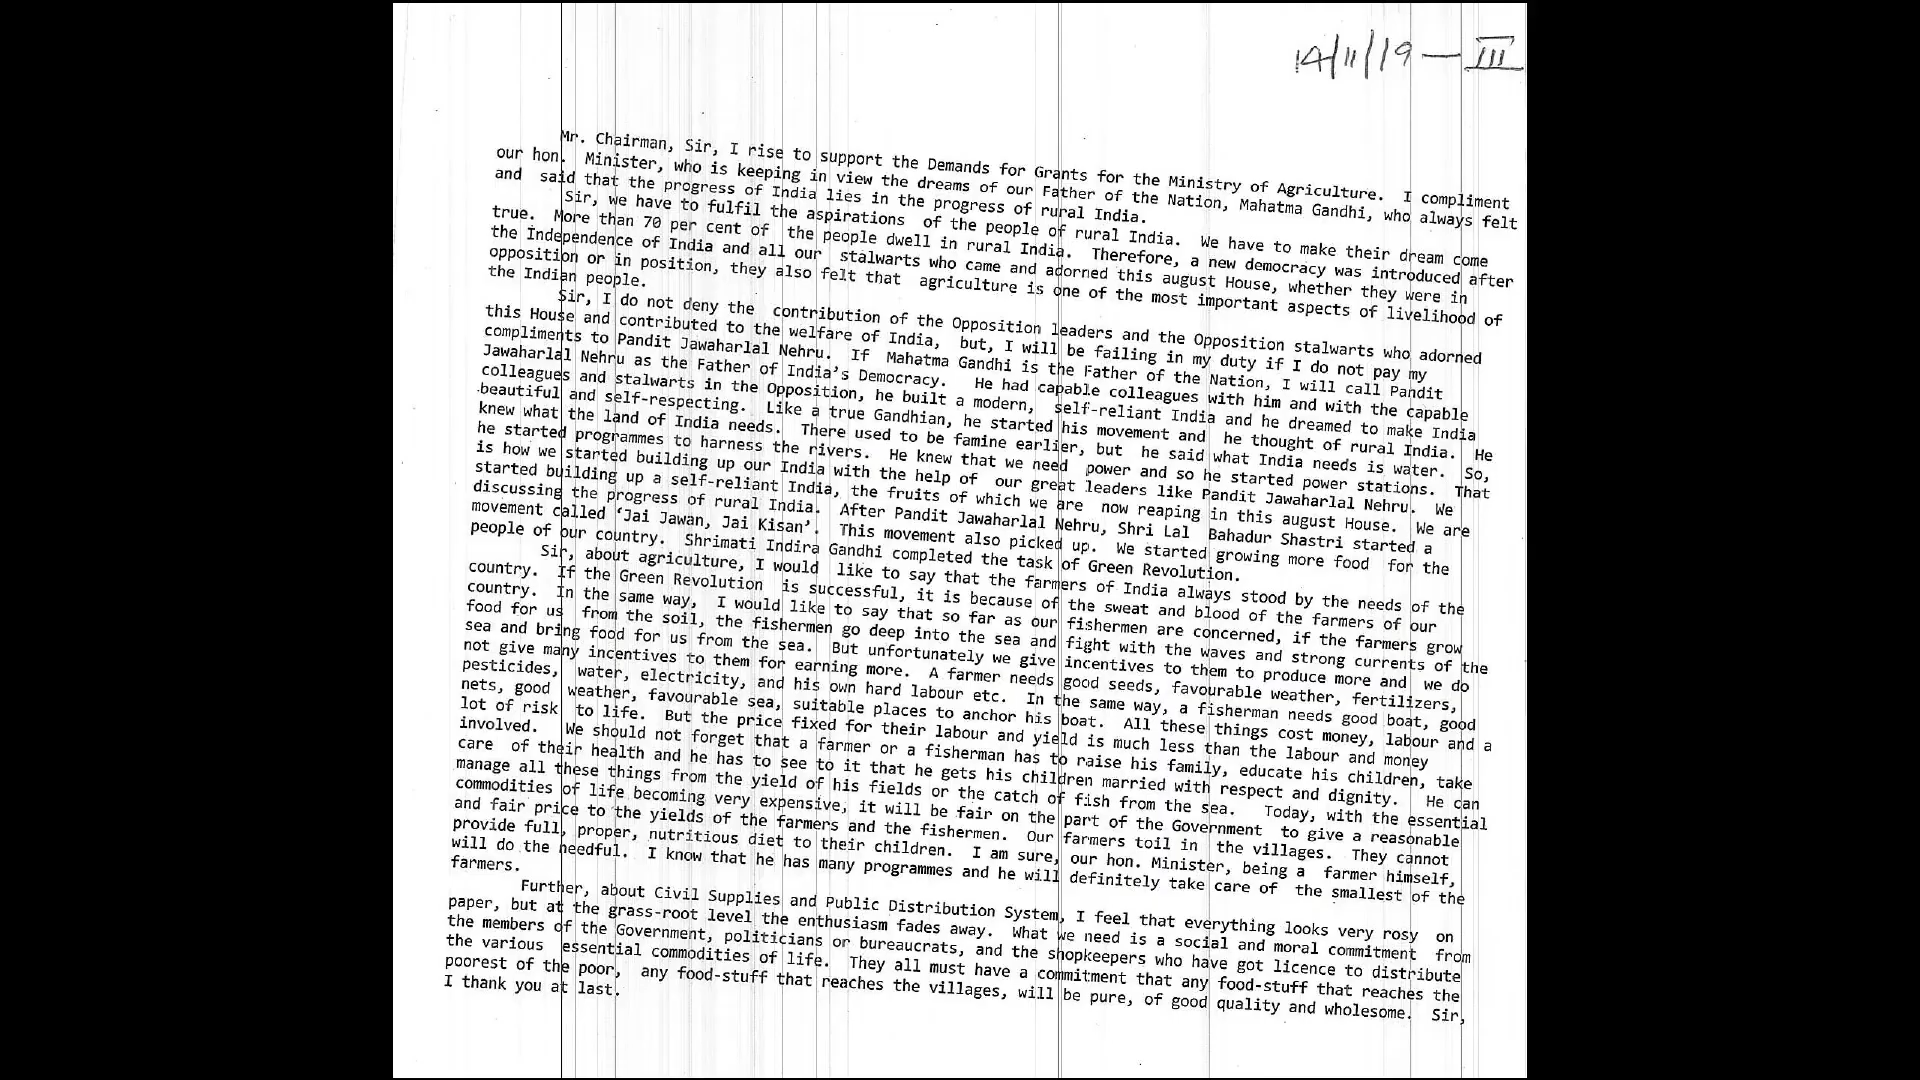 14/11/19 — III
Mr. Chairman, Sir, I rise to support the Demands for Grants for the Ministry of Agriculture. I compliment
our hon. Minister, who is keeping in view the dreams of our Father of the Nation, Mahatma Gandhi, who always felt
and said that the progress of India lies in the progress of rural India.
Sir, we have to fulfil the aspirations of the people of rural India. We have to make their dream come
true. More than 70 per cent of the people dwell in rural India. Therefore, a new democracy was introduced after
the Independence of India and all our stalwarts who came and adorned this august House, whether they were in
opposition or in position, they also felt that agriculture is one of the most important aspects of livelihood of
the Indian people.
Sir, I do not deny the contribution of the Opposition leaders and the Opposition stalwarts who adorned
this House and contributed to the welfare of India, but, I will be failing in my duty if I do not pay my
compliments to Pandit Jawaharlal Nehru. If Mahatma Gandhi is the Father of the Nation, I will call Pandit
Jawaharlal Nehru as the Father of India's Democracy. He had capable colleagues with him and with the capable
colleagues and stalwarts in the Opposition, he built a modern, self-reliant India and he dreamed to make India
beautiful and self-respecting. Like a true Gandhian, he started his movement and he thought of rural India. He
knew what the land of India needs. There used to be famine earlier, but he said what India needs is water. So,
he started programmes to harness the rivers. He knew that we need power and so he started power stations. That
is how we started building up our India with the help of our great leaders like Pandit Jawaharlal Nehru. We
started building up a self-reliant India, the fruits of which we are now reaping in this august House. We are
discussing the progress of rural India. After Pandit Jawaharlal Nehru, Shri Lal Bahadur Shastri started a
movement called 'Jai Jawan, Jai Kisan'. This movement also picked up. We started growing more food for the
people of our country. Shrimati Indira Gandhi completed the task of Green Revolution.
Sir, about agriculture, I would like to say that the farmers of India always stood by the needs of the
country. If the Green Revolution is successful, it is because of the sweat and blood of the farmers of our
country. In the same way, I would like to say that so far as our fishermen are concerned, if the farmers grow
food for us from the soil, the fishermen go deep into the sea and fight with the waves and strong currents of the
sea and bring food for us from the sea. But unfortunately we give incentives to them to produce more and we do
not give many incentives to them for earning more. A farmer needs good seeds, favourable weather, fertilizers,
pesticides, water, electricity, and his own hard labour etc. In the same way, a fisherman needs good boat, good
nets, good weather, favourable sea, suitable places to anchor his boat. All these things cost money, labour and a
lot of risk to life. But the price fixed for their labour and yield is much less than the labour and money
involved. We should not forget that a farmer or a fisherman has to raise his family, educate his children, take
care of their health and he has to see to it that he gets his children married with respect and dignity. He can
manage all these things from the yield of his fields or the catch of fish from the sea. Today, with the essential
commodities of life becoming very expensive, it will be fair on the part of the Government to give a reasonable
and fair price to the yields of the farmers and the fishermen. Our farmers toil in the villages. They cannot
provide full, proper, nutritious diet to their children. I am sure, our hon. Minister, being a farmer himself,
will do the needful. I know that he has many programmes and he will definitely take care of the smallest of the
farmers.
Further, about Civil Supplies and Public Distribution System, I feel that everything looks very rosy on
paper, but at the grass-root level the enthusiasm fades away. What we need is a social and moral commitment from
the members of the Government, politicians or bureaucrats, and the shopkeepers who have got licence to distribute
the various essential commodities of life. They all must have a commitment that any food-stuff that reaches the
poorest of the poor, any food-stuff that reaches the villages, will be pure, of good quality and wholesome. Sir,
I thank you at last.